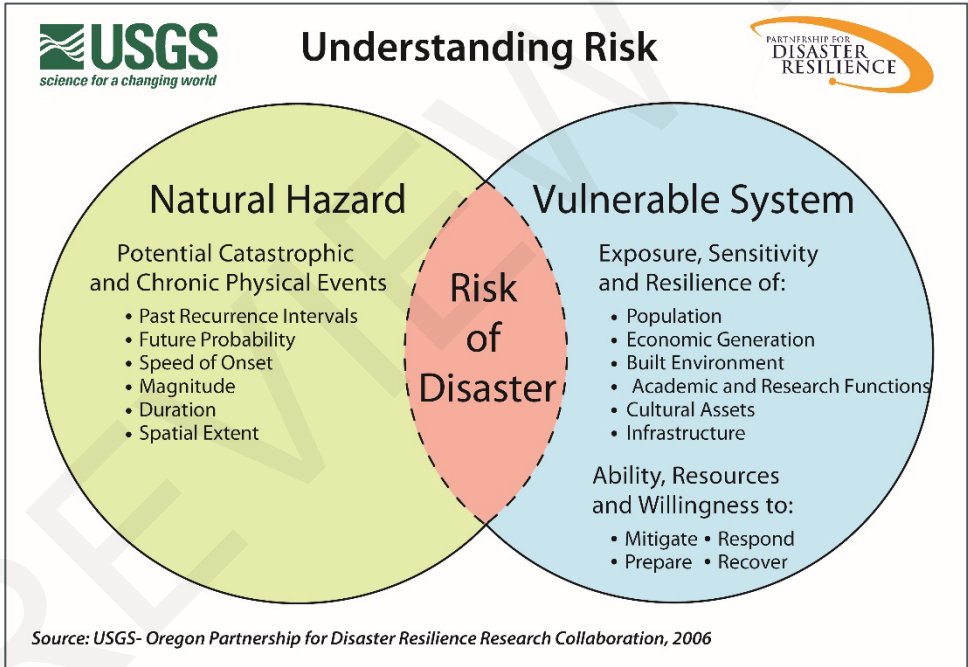 USGS
science for a changing world
Understanding Risk
PARTNERSHIP FOR
DISASTER
RESILIENCE
Natural Hazard
Potential Catastrophic
and Chronic Physical Events
• Past Recurrence Intervals
• Future Probability
• Speed of Onset
• Magnitude
• Duration
• Spatial Extent
Risk
of
Disaster
Vulnerable System
Exposure, Sensitivity
and Resilience of:
• Population
• Economic Generation
• Built Environment
• Academic and Research Functions
• Cultural Assets
• Infrastructure
Ability, Resources
and Willingness to:
• Mitigate • Respond
• Prepare • Recover
Source: USGS- Oregon Partnership for Disaster Resilience Research Collaboration, 2006
REVIEW